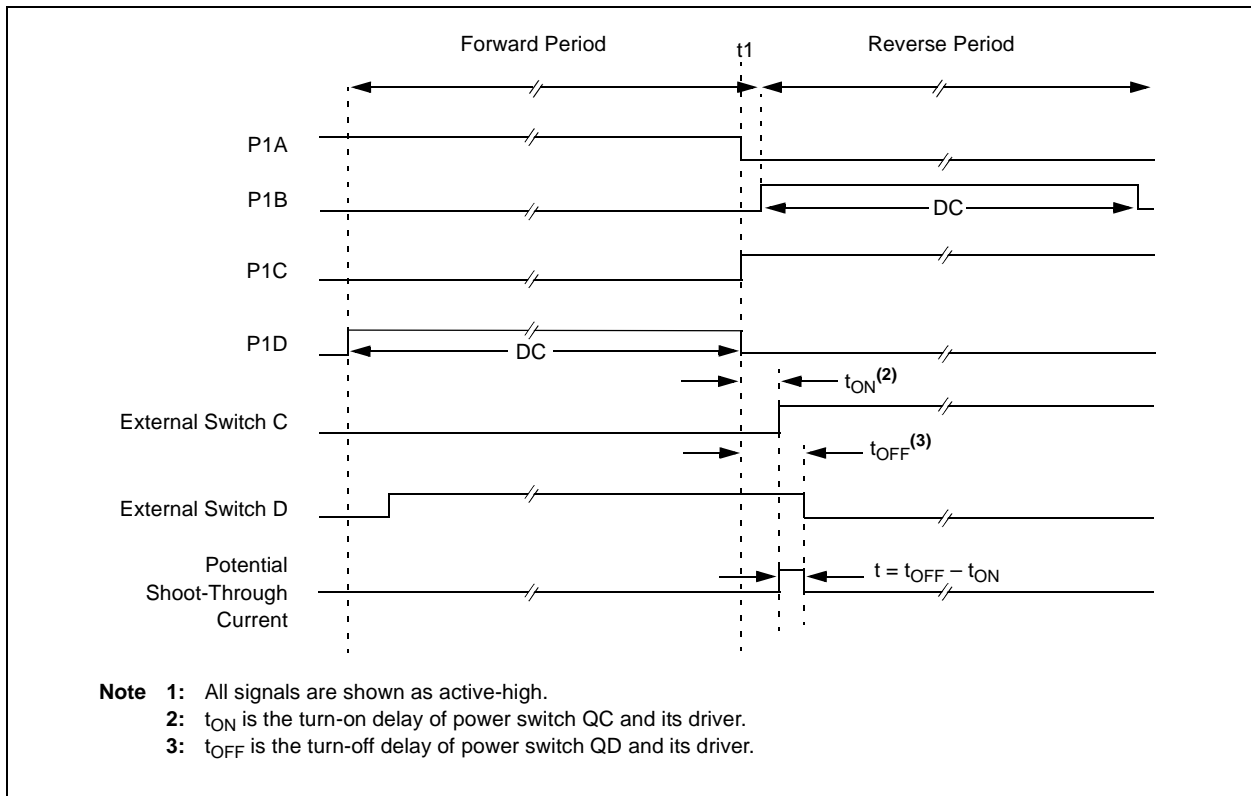 Forward Period
t1
Reverse Period
P1A
P1B
DC
P1C
P1D
DC
tON(2)
External Switch C
tOFF(3)
External Switch D
Potential
Shoot-Through
Current
t = tOFF – tON
Note 1: All signals are shown as active-high.
2: tON is the turn-on delay of power switch QC and its driver.
3: tOFF is the turn-off delay of power switch QD and its driver.